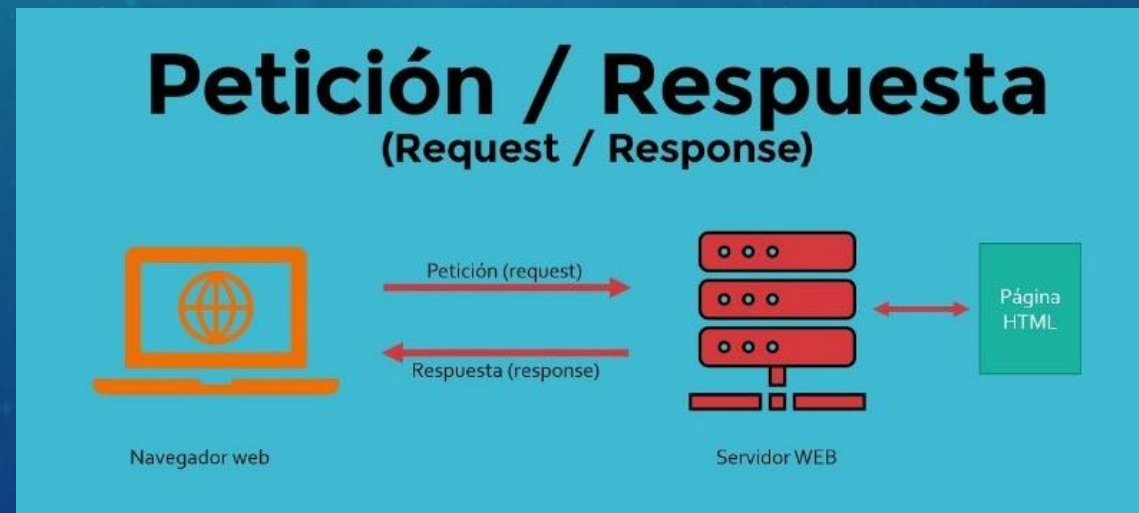 Petición / Respuesta
(Request / Response)
Petición (request)
Respuesta (response)
Página
HTML
Navegador web
Servidor WEB